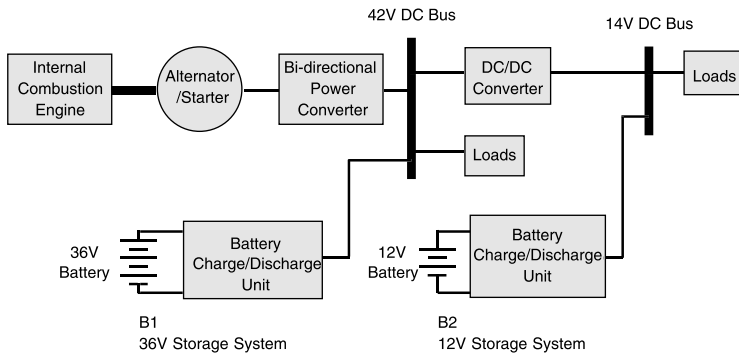 42V DC Bus
14V DC Bus
Internal
Combustion
Engine
Alternator
/Starter
Bi-directional
Power
Converter
DC/DC
Converter
Loads
Loads
36V
Battery
Battery
Charge/Discharge
Unit
12V
Battery
Battery
Charge/Discharge
Unit
B1
36V Storage System
B2
12V Storage System